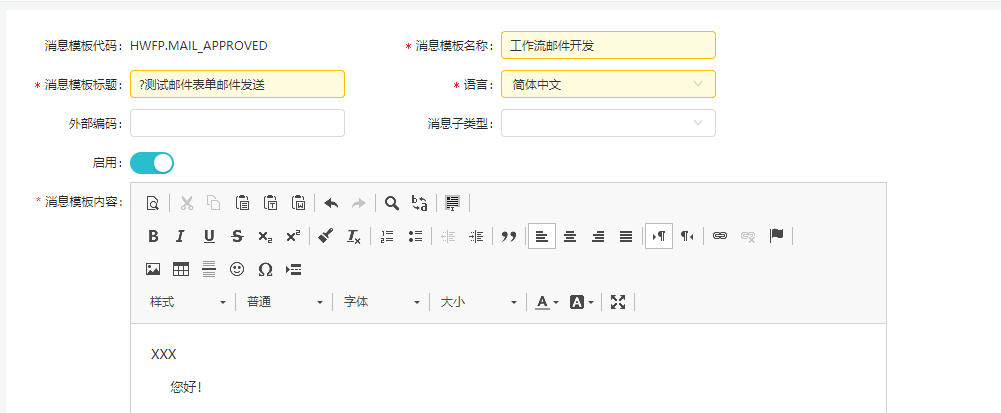 消息模板代码: HWFP.MAIL_APPROVED
* 消息模板名称: 工作流邮件开发
* 消息模板标题: ?测试邮件表单邮件发送
* 语言: 简体中文
外部编码:
消息子类型:
启用:
* 消息模板内容:
样式 普通 字体 大小
XXX
您好!